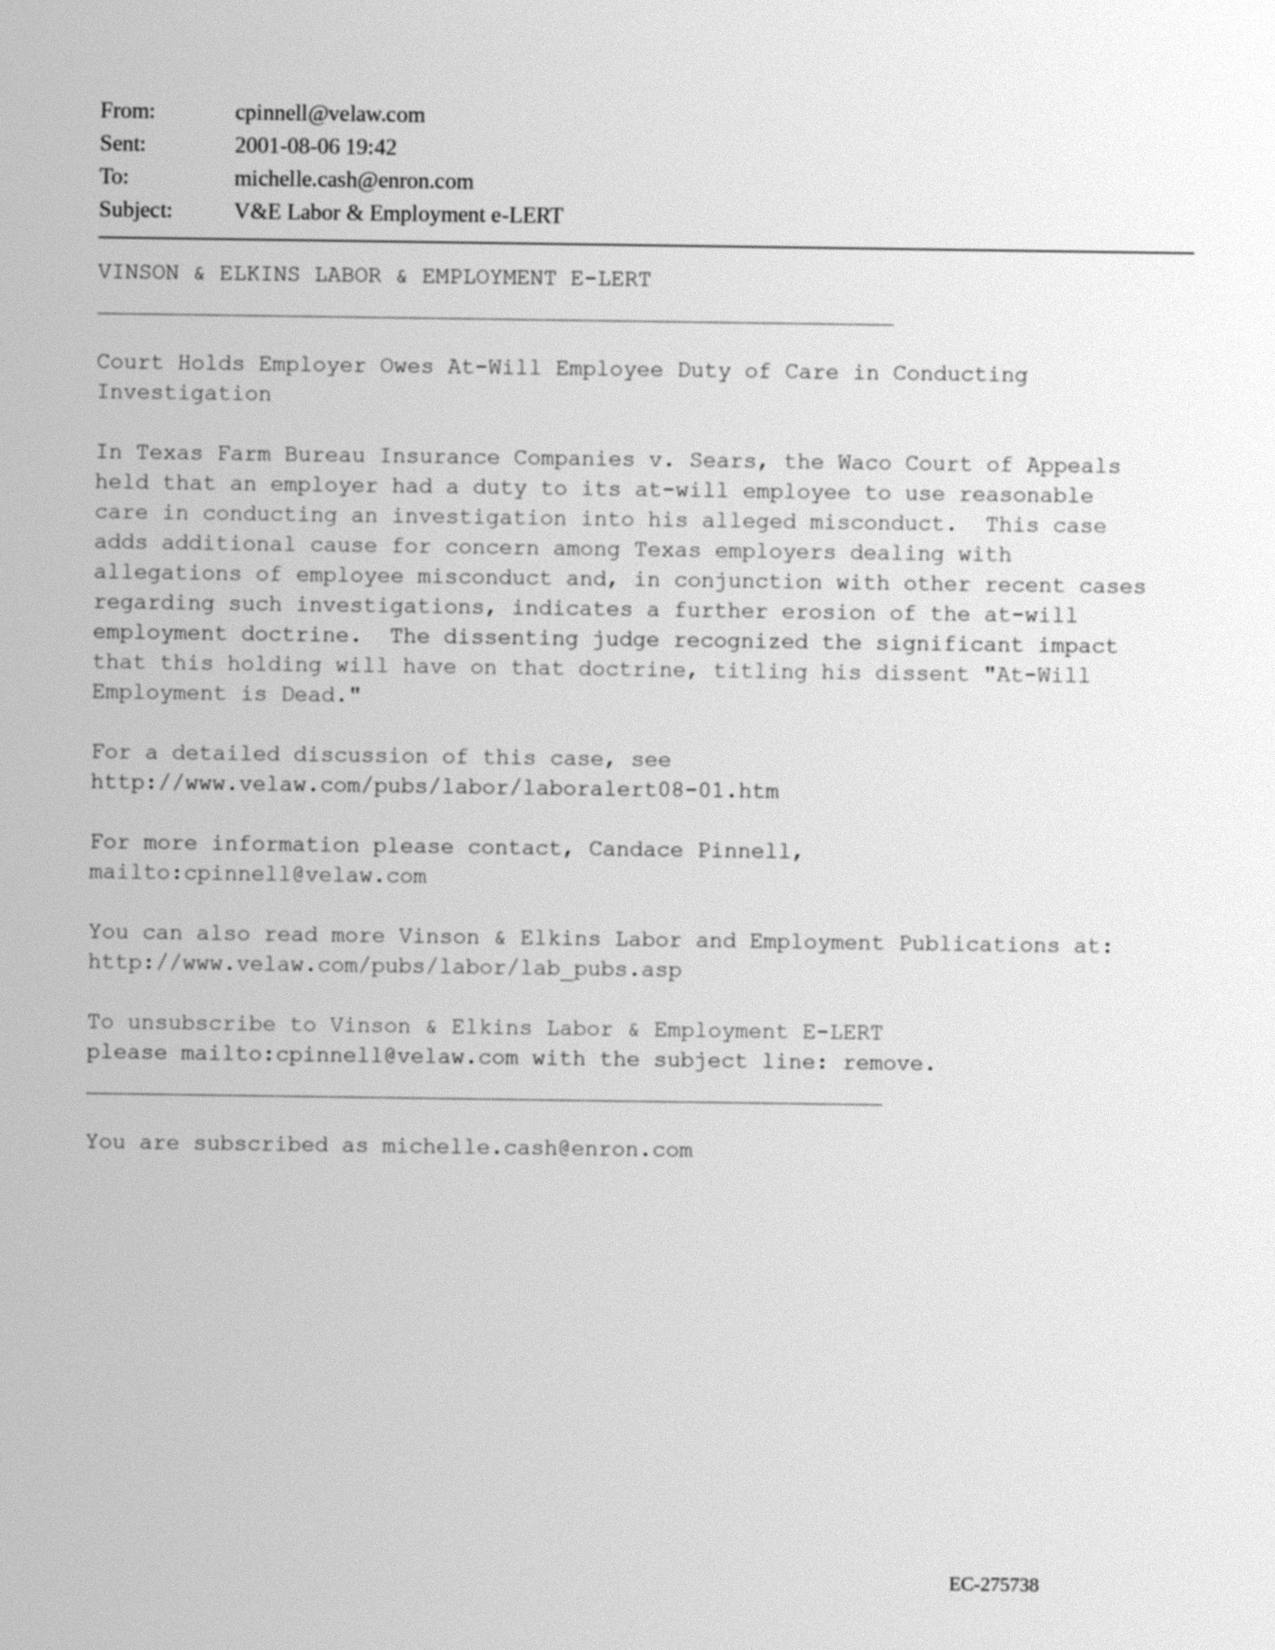 From: cpinnell@velaw.com
Sent: 2001-08-06 19:42
To: michelle.cash@enron.com
Subject: V&E Labor & Employment e-LERT
VINSON & ELKINS LABOR & EMPLOYMENT E-LERT
Court Holds Employer Owes At-Will Employee Duty of Care in Conducting
Investigation
In Texas Farm Bureau Insurance Companies v. Sears, the Waco Court of Appeals
held that an employer had a duty to its at-will employee to use reasonable
care in conducting an investigation into his alleged misconduct.  This case
adds additional cause for concern among Texas employers dealing with
allegations of employee misconduct and, in conjunction with other recent cases
regarding such investigations, indicates a further erosion of the at-will
employment doctrine.  The dissenting judge recognized the significant impact
that this holding will have on that doctrine, titling his dissent "At-Will
Employment is Dead."
For a detailed discussion of this case, see
http://www.velaw.com/pubs/labor/laboralert08-01.htm
For more information please contact, Candace Pinnell,
mailto:cpinnell@velaw.com
You can also read more Vinson & Elkins Labor and Employment Publications at:
http://www.velaw.com/pubs/labor/lab_pubs.asp
To unsubscribe to Vinson & Elkins Labor & Employment E-LERT
please mailto:cpinnell@velaw.com with the subject line: remove.
You are subscribed as michelle.cash@enron.com
EC-275738